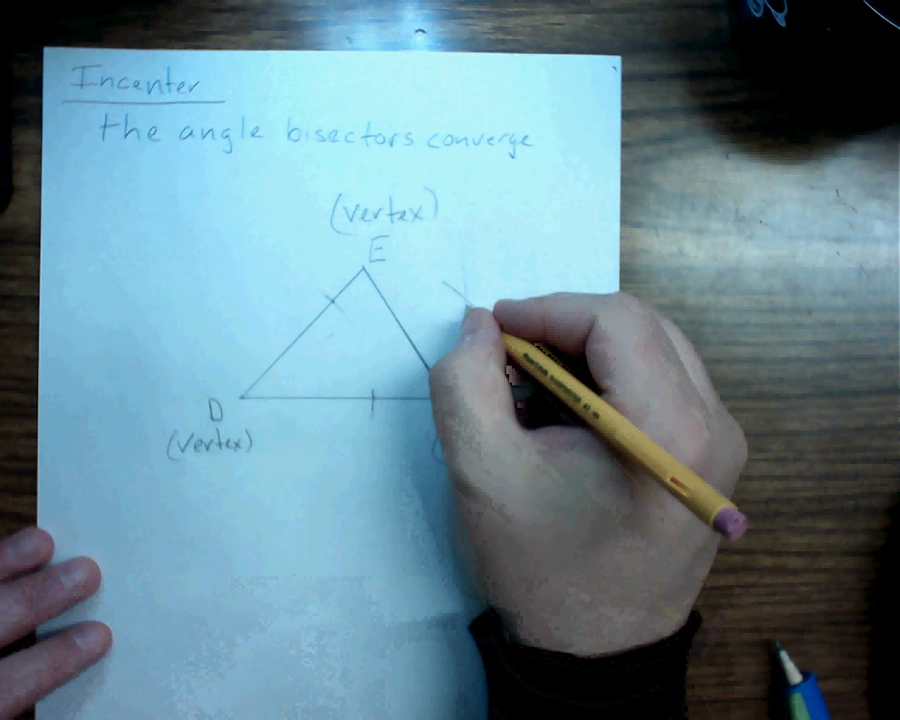 Incenter
the angle bisectors converge
(vertex)
E
D
(vertex)